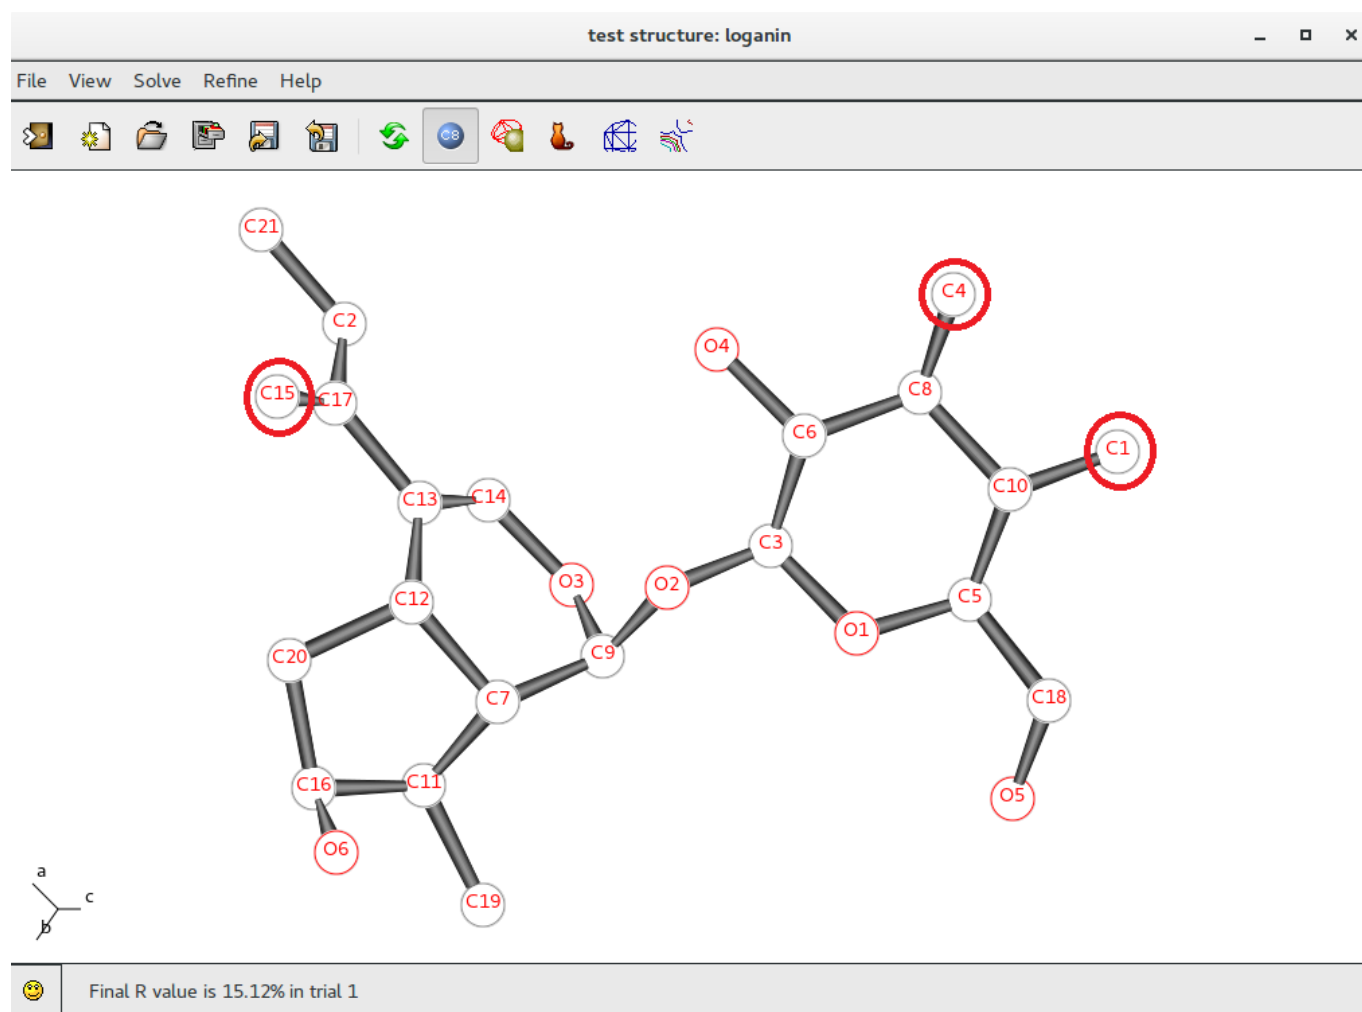 test structure: loganin
File View Solve Refine Help
C8
C21
C4
C2
O4
C8
C15
C17
C6
C1
C10
C13
C14
C3
O3
O2
C12
C5
O1
C9
C20
C7
C18
C16
C11
O5
O6
a
c
C19
b
Final R value is 15.12% in trial 1